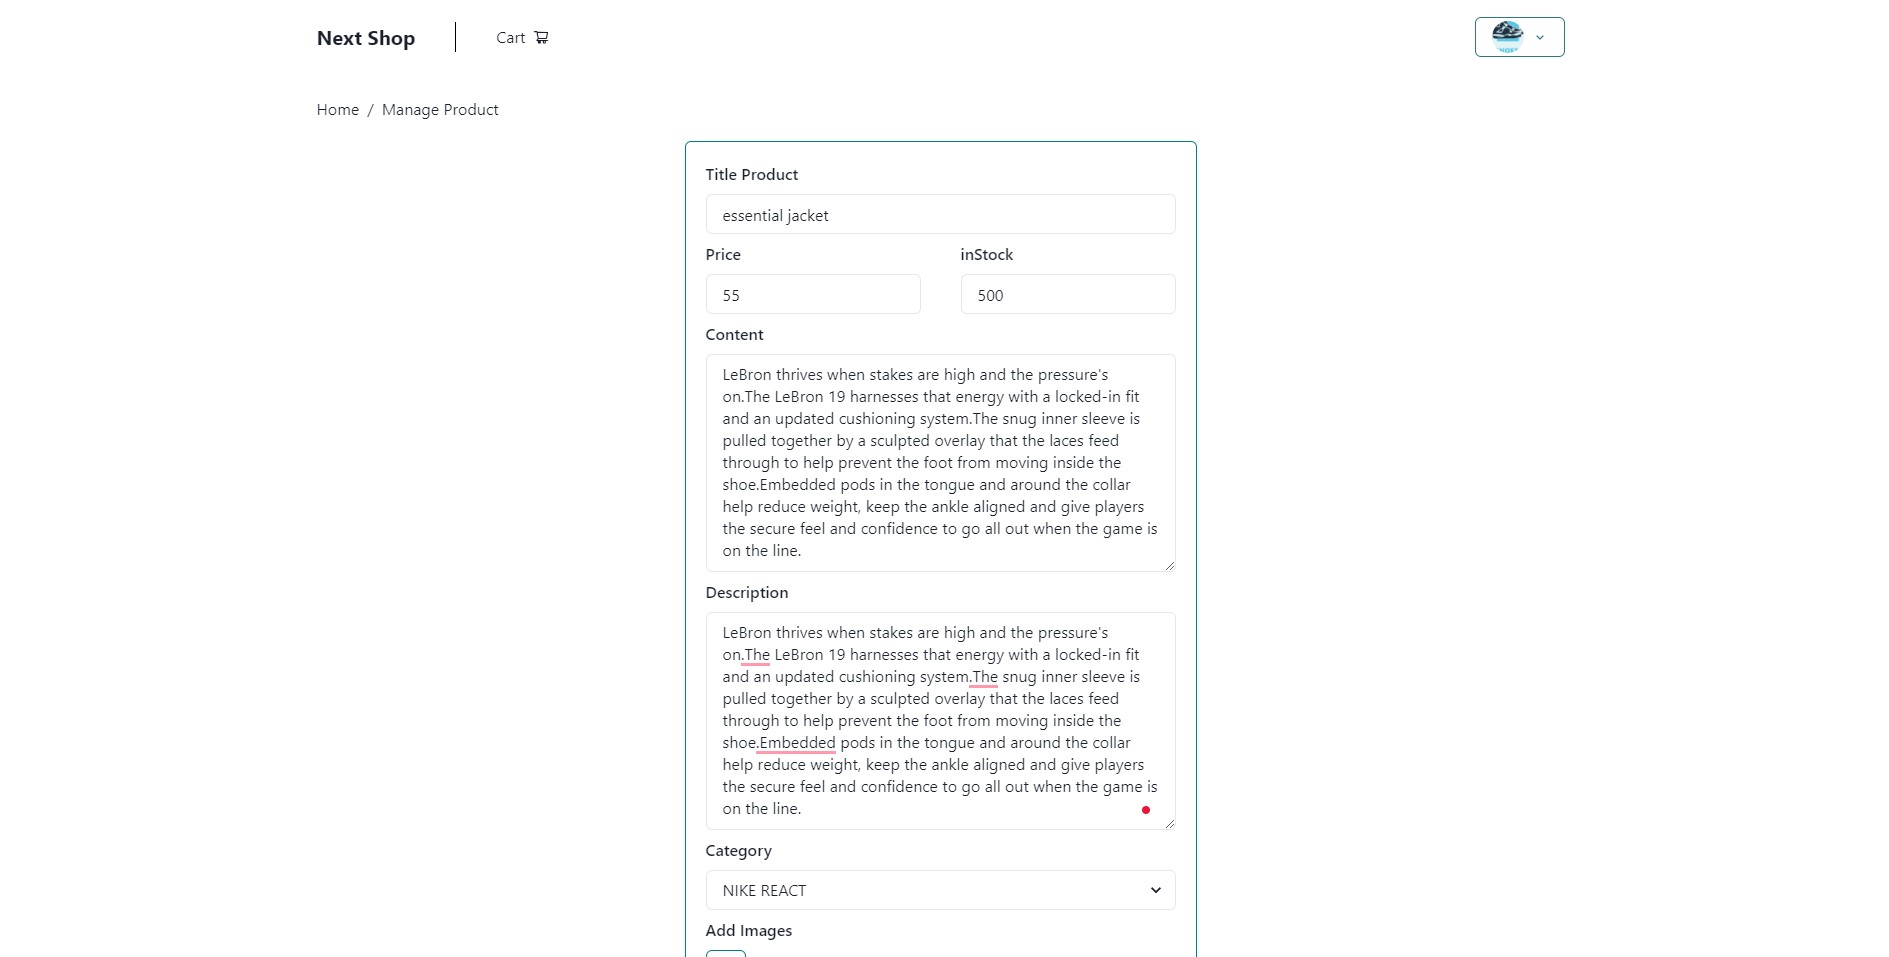 Next Shop
Cart
Home / Manage Product
Title Product
essential jacket
Price
inStock
55
500
Content
LeBron thrives when stakes are high and the pressure's
on.The LeBron 19 harnesses that energy with a locked-in fit
and an updated cushioning system.The snug inner sleeve is
pulled together by a sculpted overlay that the laces feed
through to help prevent the foot from moving inside the
shoe.Embedded pods in the tongue and around the collar
help reduce weight, keep the ankle aligned and give players
the secure feel and confidence to go all out when the game is
on the line.
Description
LeBron thrives when stakes are high and the pressure's
on.The LeBron 19 harnesses that energy with a locked-in fit
and an updated cushioning system.The snug inner sleeve is
pulled together by a sculpted overlay that the laces feed
through to help prevent the foot from moving inside the
shoe.Embedded pods in the tongue and around the collar
help reduce weight, keep the ankle aligned and give players
the secure feel and confidence to go all out when the game is
on the line.
Category
NIKE REACT
Add Images